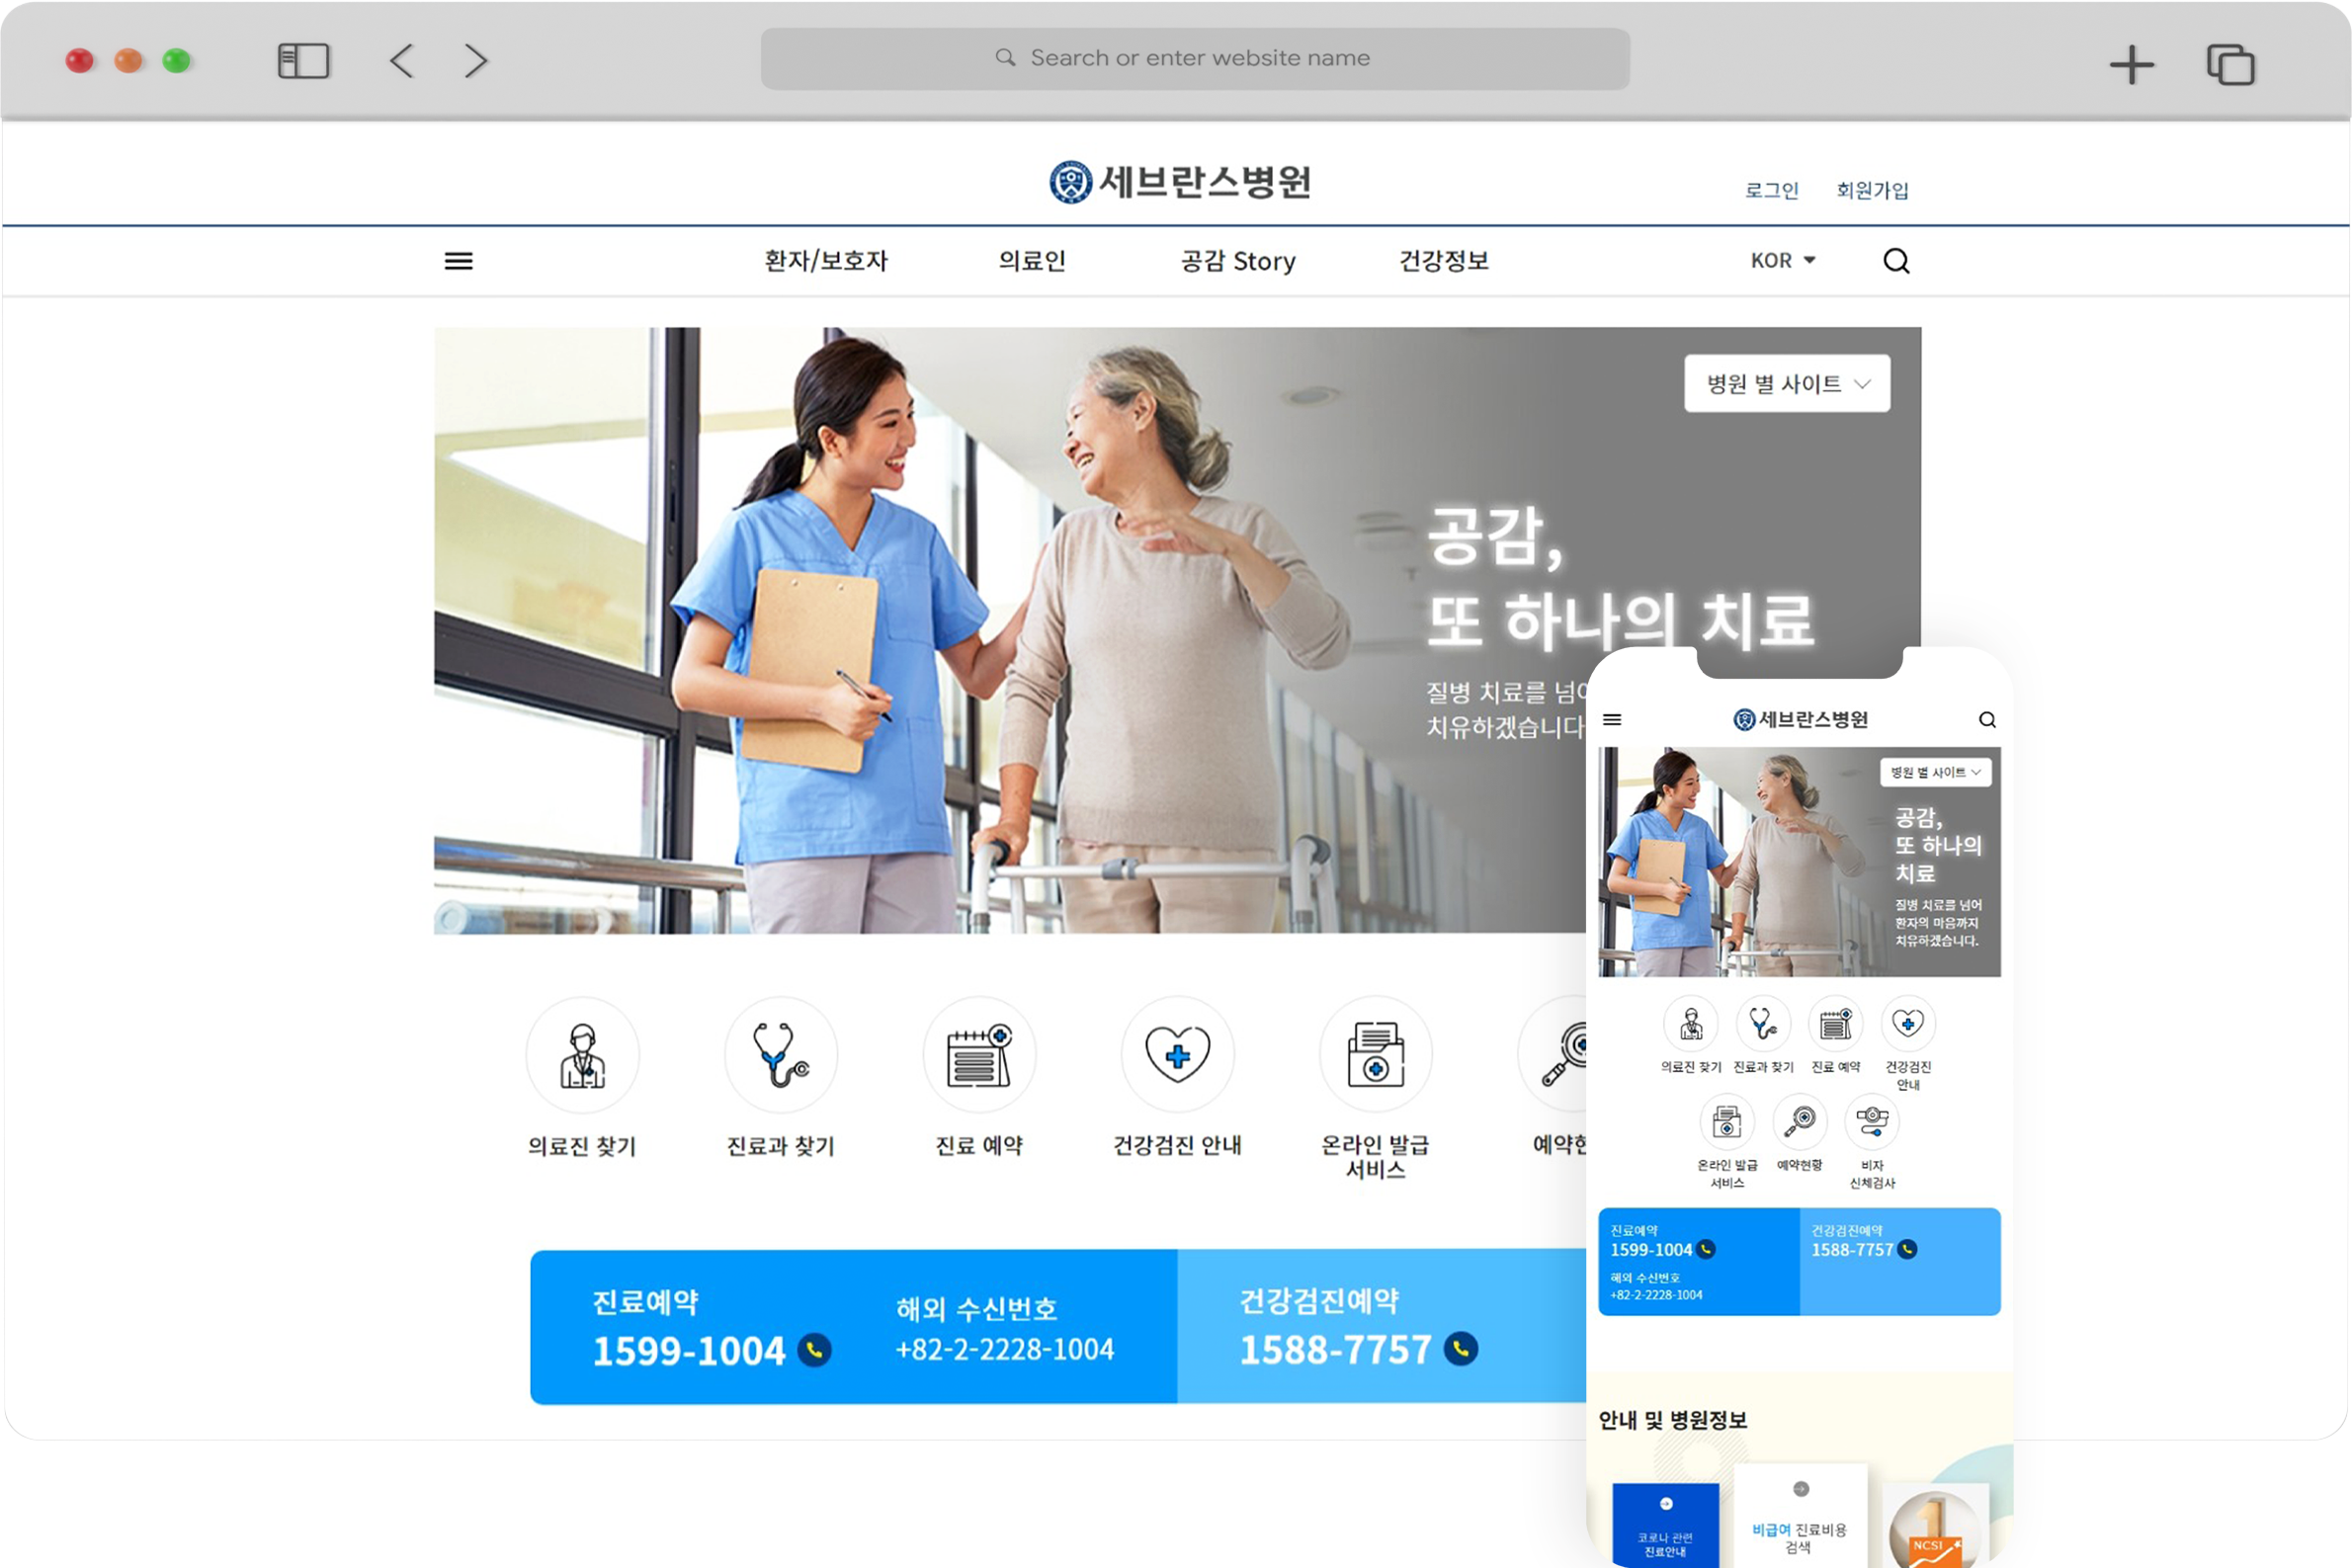 Search or enter website name
세브란스병원
로그인 회원가입
환자/보호자 의료인 공감 Story 건강정보 KOR
병원 별 사이트
공감,
또 하나의 치료
질병 치료를 넘어
치유하겠습니다
의료진 찾기 진료과 찾기 진료 예약 건강검진 안내 온라인 발급
서비스
진료예약
1599-1004
해외 수신번호
+82-2-2228-1004
건강검진예약
1588-7757
세브란스병원
병원 별 사이트
공감,
또 하나의
치료
질병 치료를 넘어
환자의 마음까지
치유하겠습니다.
의료진 찾기 진료과 찾기 진료 예약 건강검진
안내
온라인 발급 예약현황 비자
서비스 신체검사
진료예약
1599-1004
해외 수신번호
+82-2-2228-1004
건강검진예약
1588-7757
안내 및 병원정보
코로나 관련
진료안내
비급여 진료비용
검색
1
NCSI